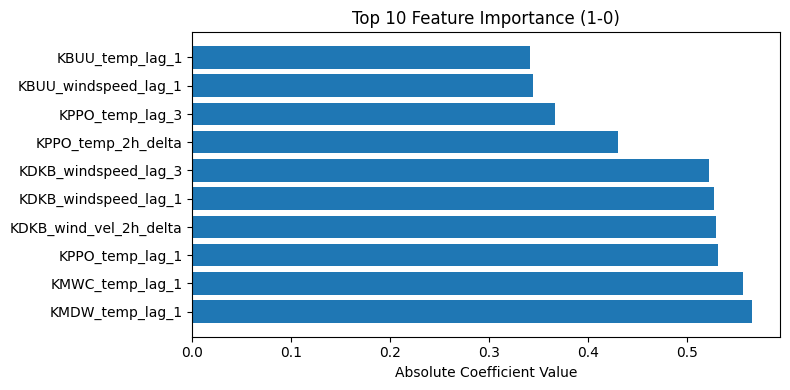 Top 10 Feature Importance (1-0)
KBUU_temp_lag_1
KBUU_windspeed_lag_1
KPPO_temp_lag_3
KPPO_temp_2h_delta
KDKB_windspeed_lag_3
KDKB_windspeed_lag_1
KDKB_wind_vel_2h_delta
KPPO_temp_lag_1
KMWC_temp_lag_1
KMDW_temp_lag_1
0.0 0.1 0.2 0.3 0.4 0.5
Absolute Coefficient Value